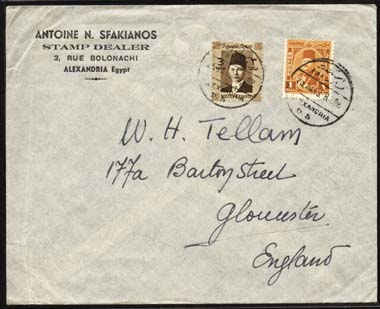 ANTOINE N. SFAKIANOS
STAMP DEALER
3, RUE BOLONACHI
ALEXANDRIA Egypt
ALEXANDRIA
W. H. Tellam
177a Barton Street
Gloucester
England